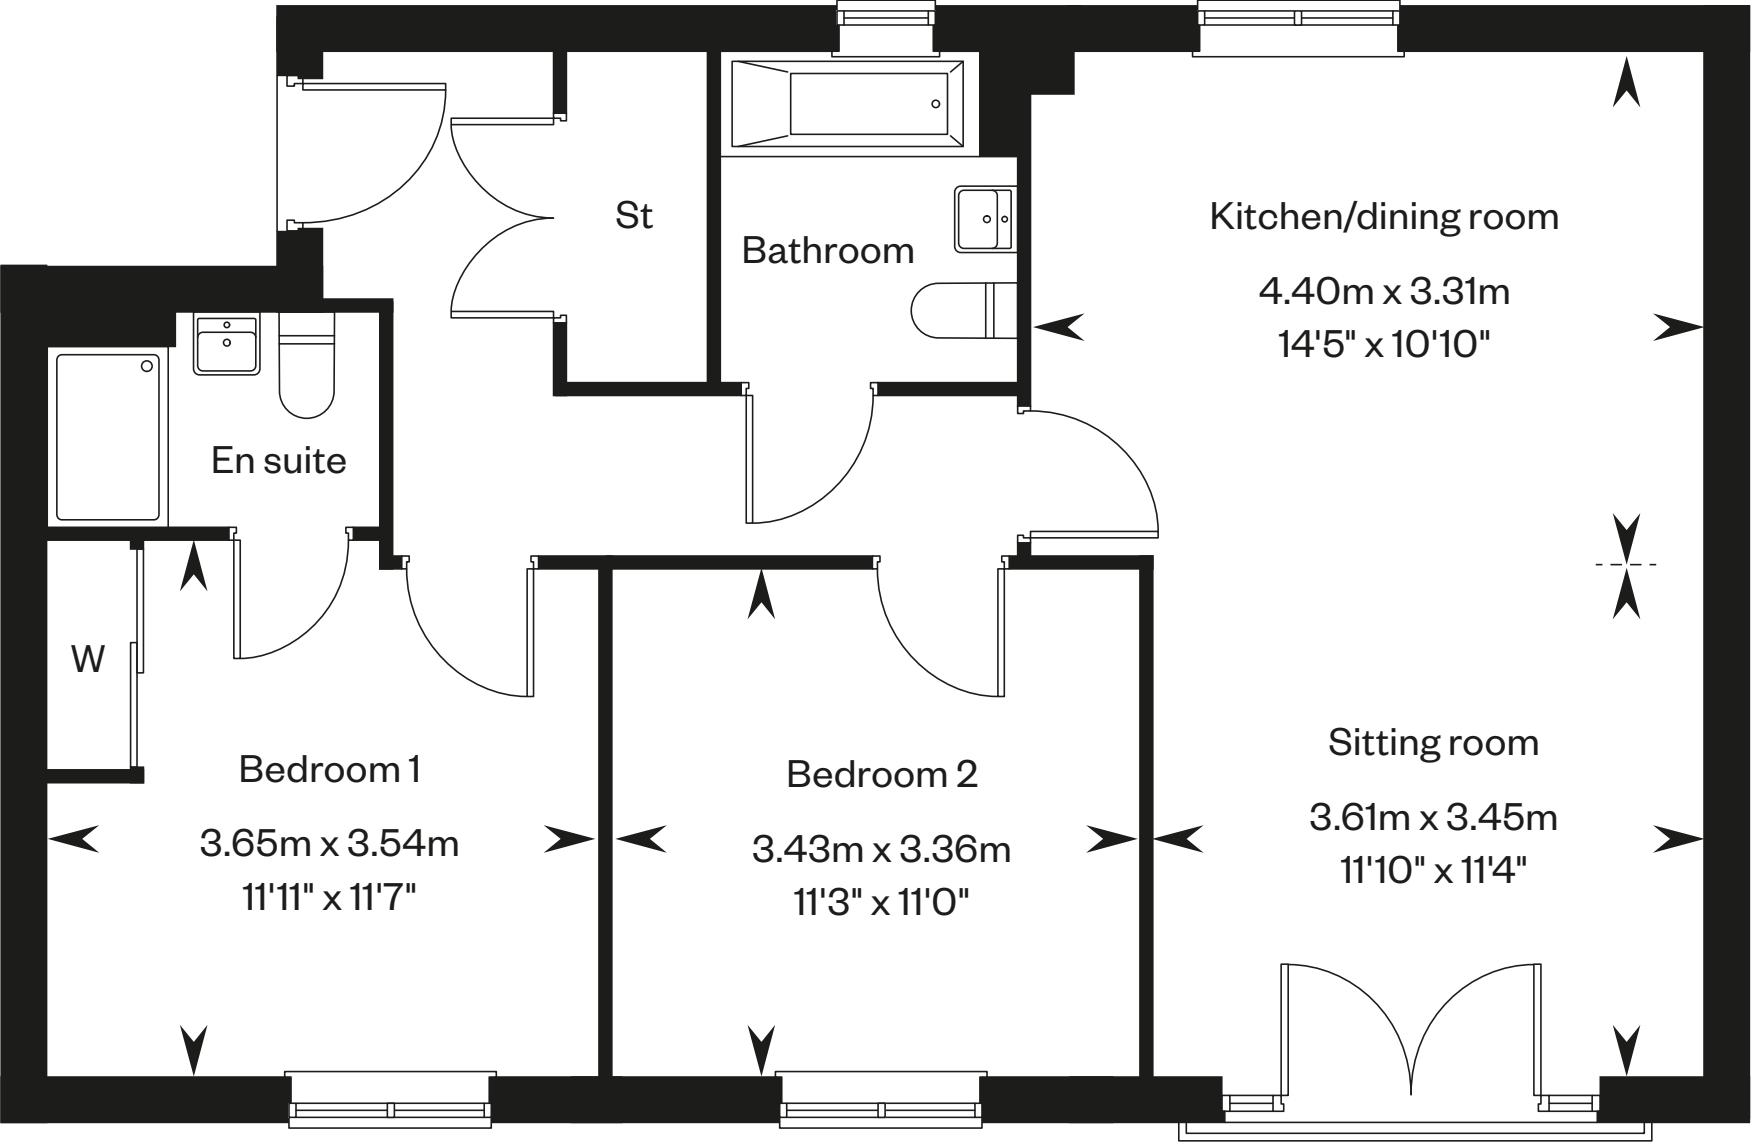 St
Bathroom
Kitchen/dining room
4.40m x 3.31m
14'5" x 10'10"
En suite
W
Bedroom 1
3.65m x 3.54m
11'11" x 11'7"
Bedroom 2
3.43m x 3.36m
11'3" x 11'0"
Sitting room
3.61m x 3.45m
11'10" x 11'4"